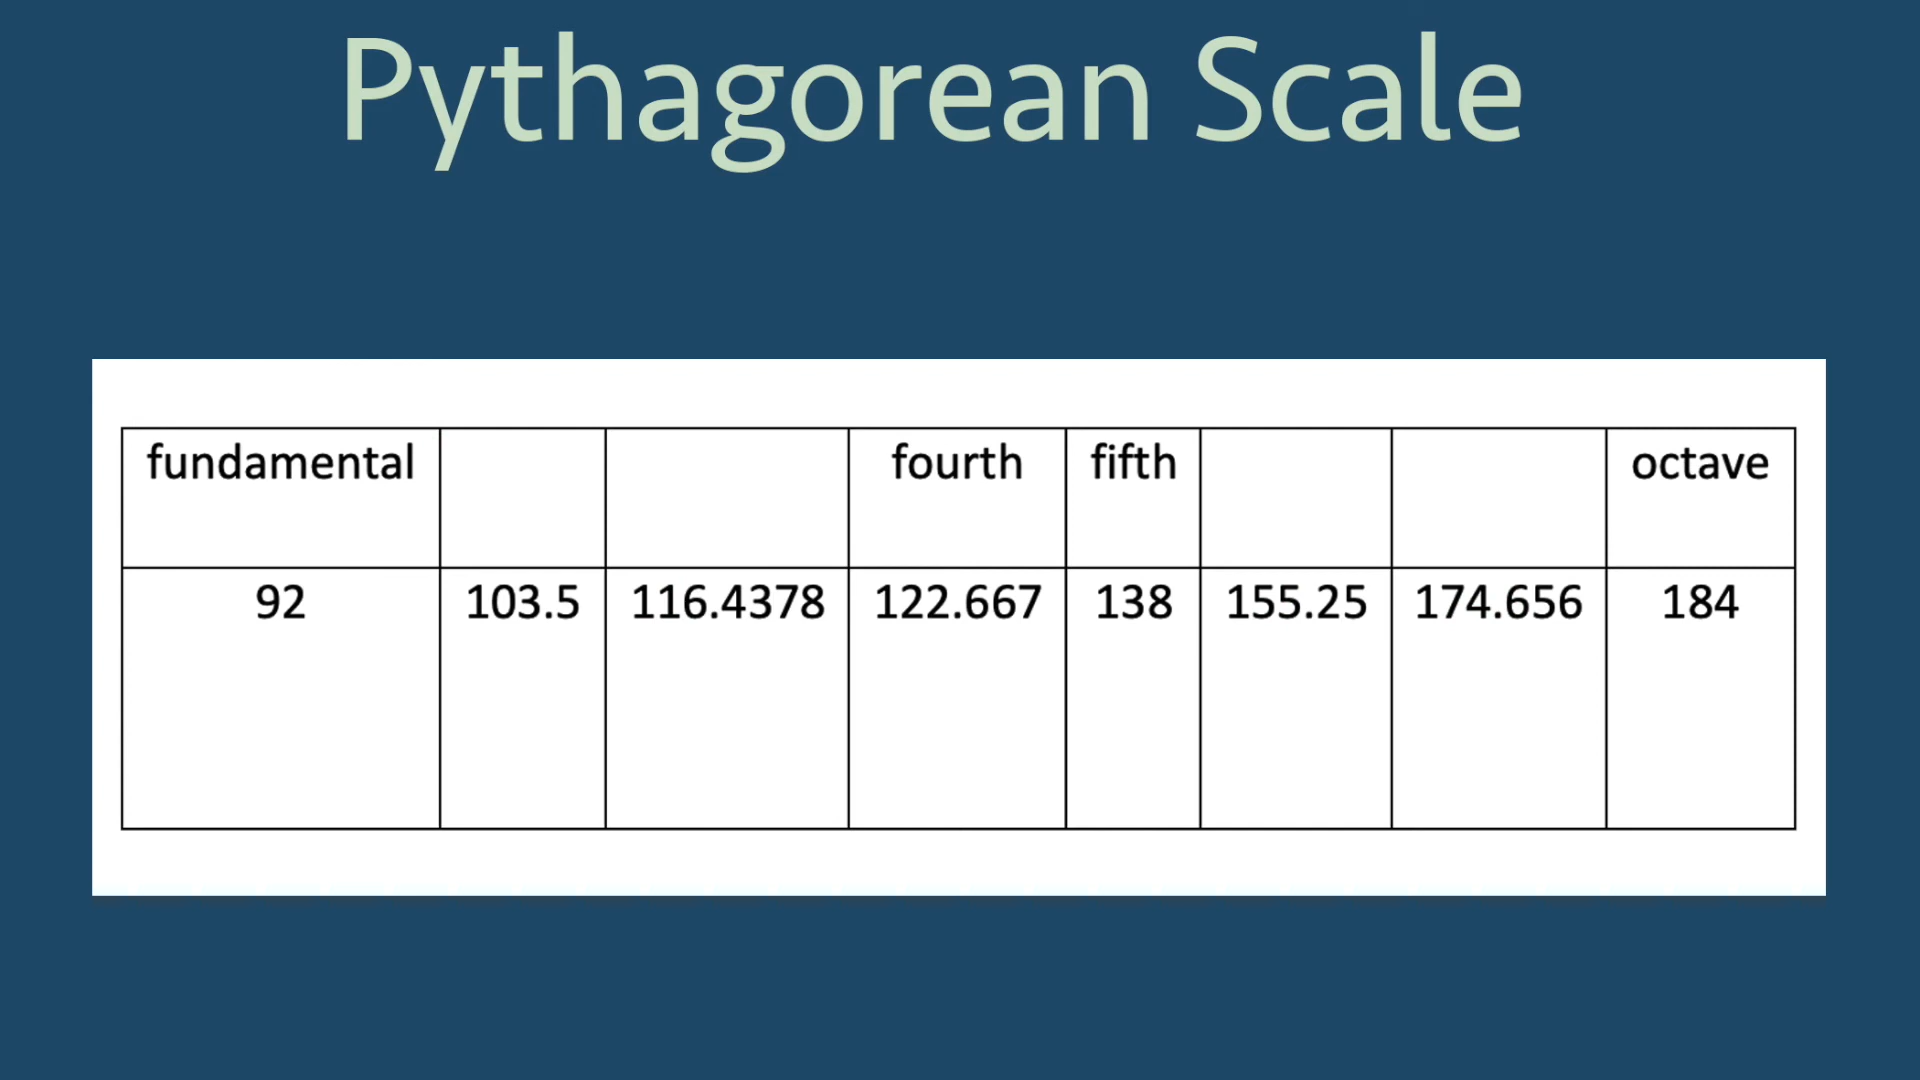 Pythagorean Scale
fundamental fourth fifth octave
92 103.5 116.4378 122.667 138 155.25 174.656 184